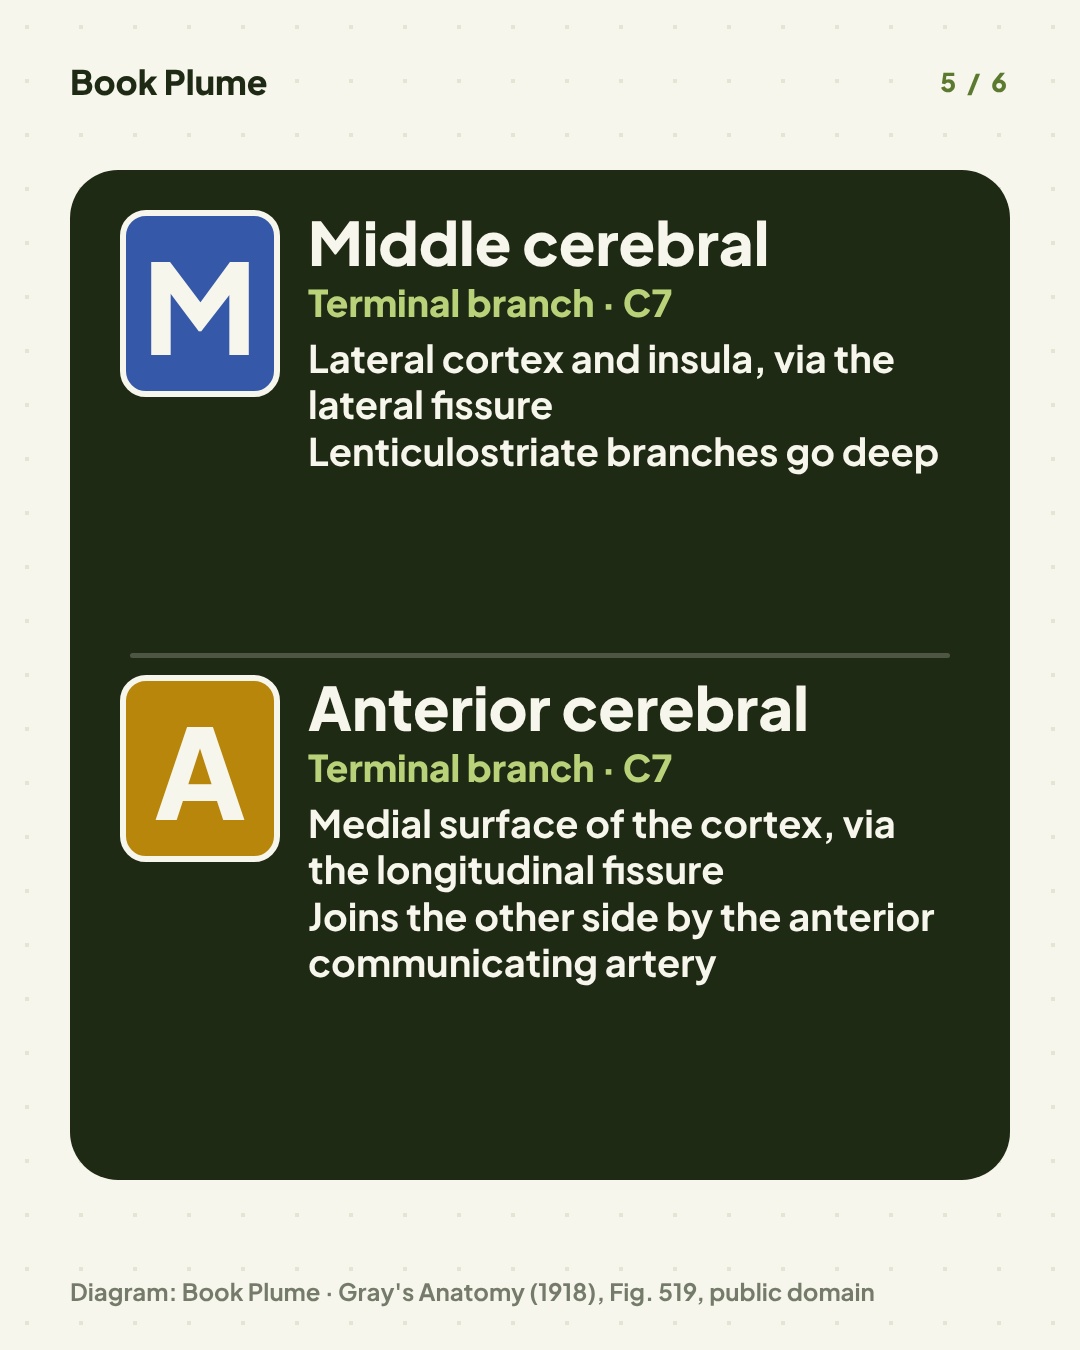 Book Plume
5 / 6
M
Middle cerebral
Terminal branch · C7
Lateral cortex and insula, via the
lateral fissure
Lenticulostriate branches go deep
A
Anterior cerebral
Terminal branch · C7
Medial surface of the cortex, via
the longitudinal fissure
Joins the other side by the anterior
communicating artery
Diagram: Book Plume · Gray's Anatomy (1918), Fig. 519, public domain